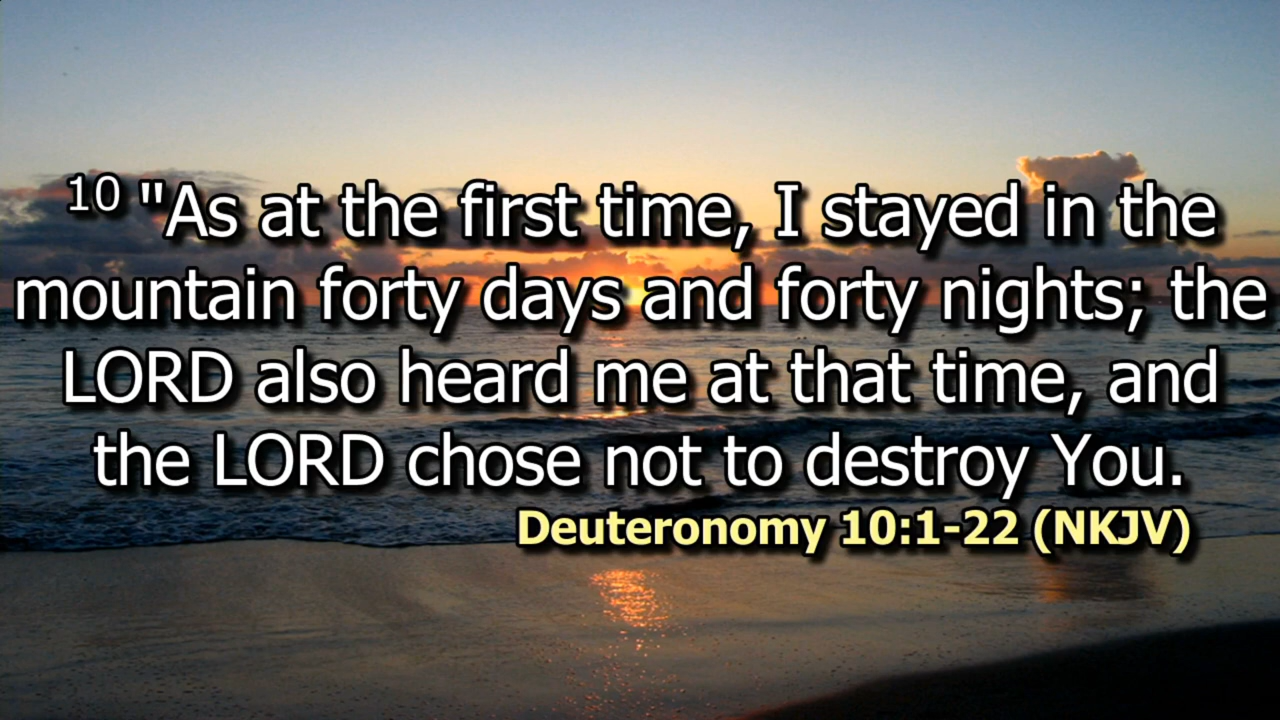 10 "As at the first time, I stayed in the
mountain forty days and forty nights; the
LORD also heard me at that time, and
the LORD chose not to destroy You.
Deuteronomy 10:1-22 (NKJV)